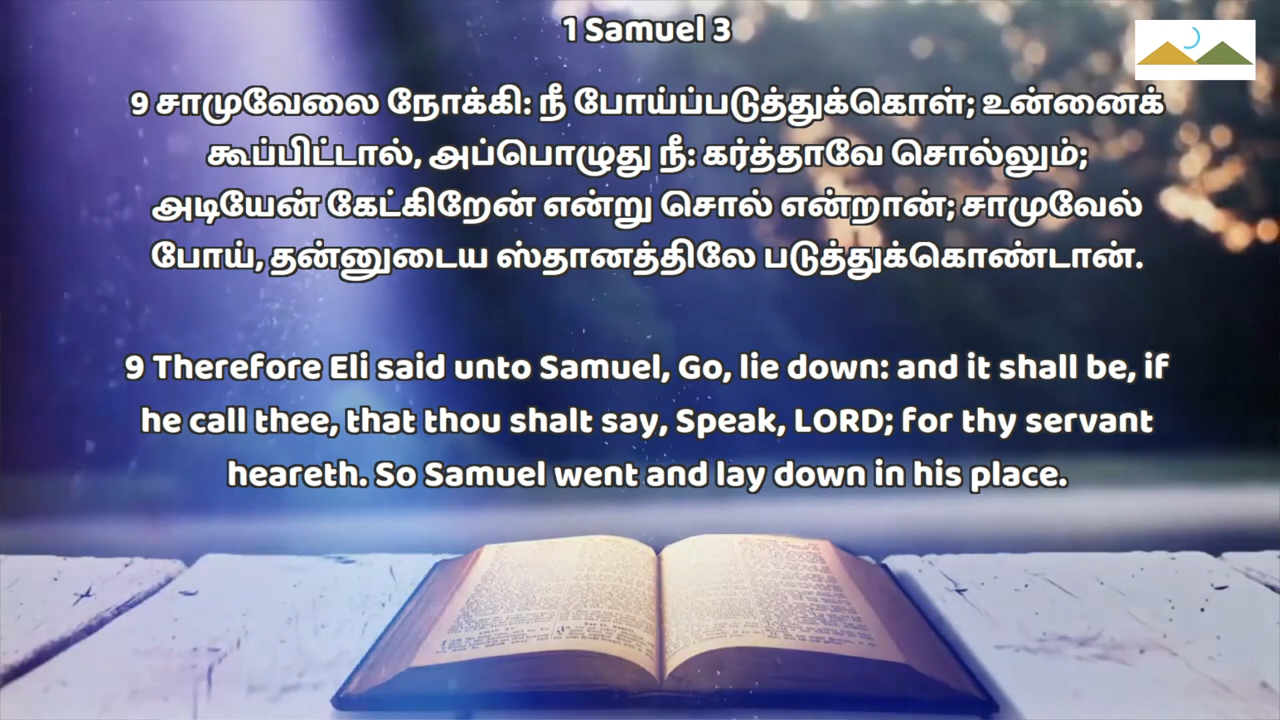 1 Samuel 3
9 சாமுவேலை நோக்கி: நீ போய்ப்படுத்துக்கொள்; உன்னைக்
கூப்பிட்டால், அப்பொழுது நீ: கர்த்தாவே சொல்லும்;
அடியேன் கேட்கிறேன் என்று சொல் என்றான்; சாமுவேல்
போய், தன்னுடைய ஸ்தானத்திலே படுத்துக்கொண்டான்.
9 Therefore Eli said unto Samuel, Go, lie down: and it shall be, if
he call thee, that thou shalt say, Speak, LORD; for thy servant
heareth. So Samuel went and lay down in his place.